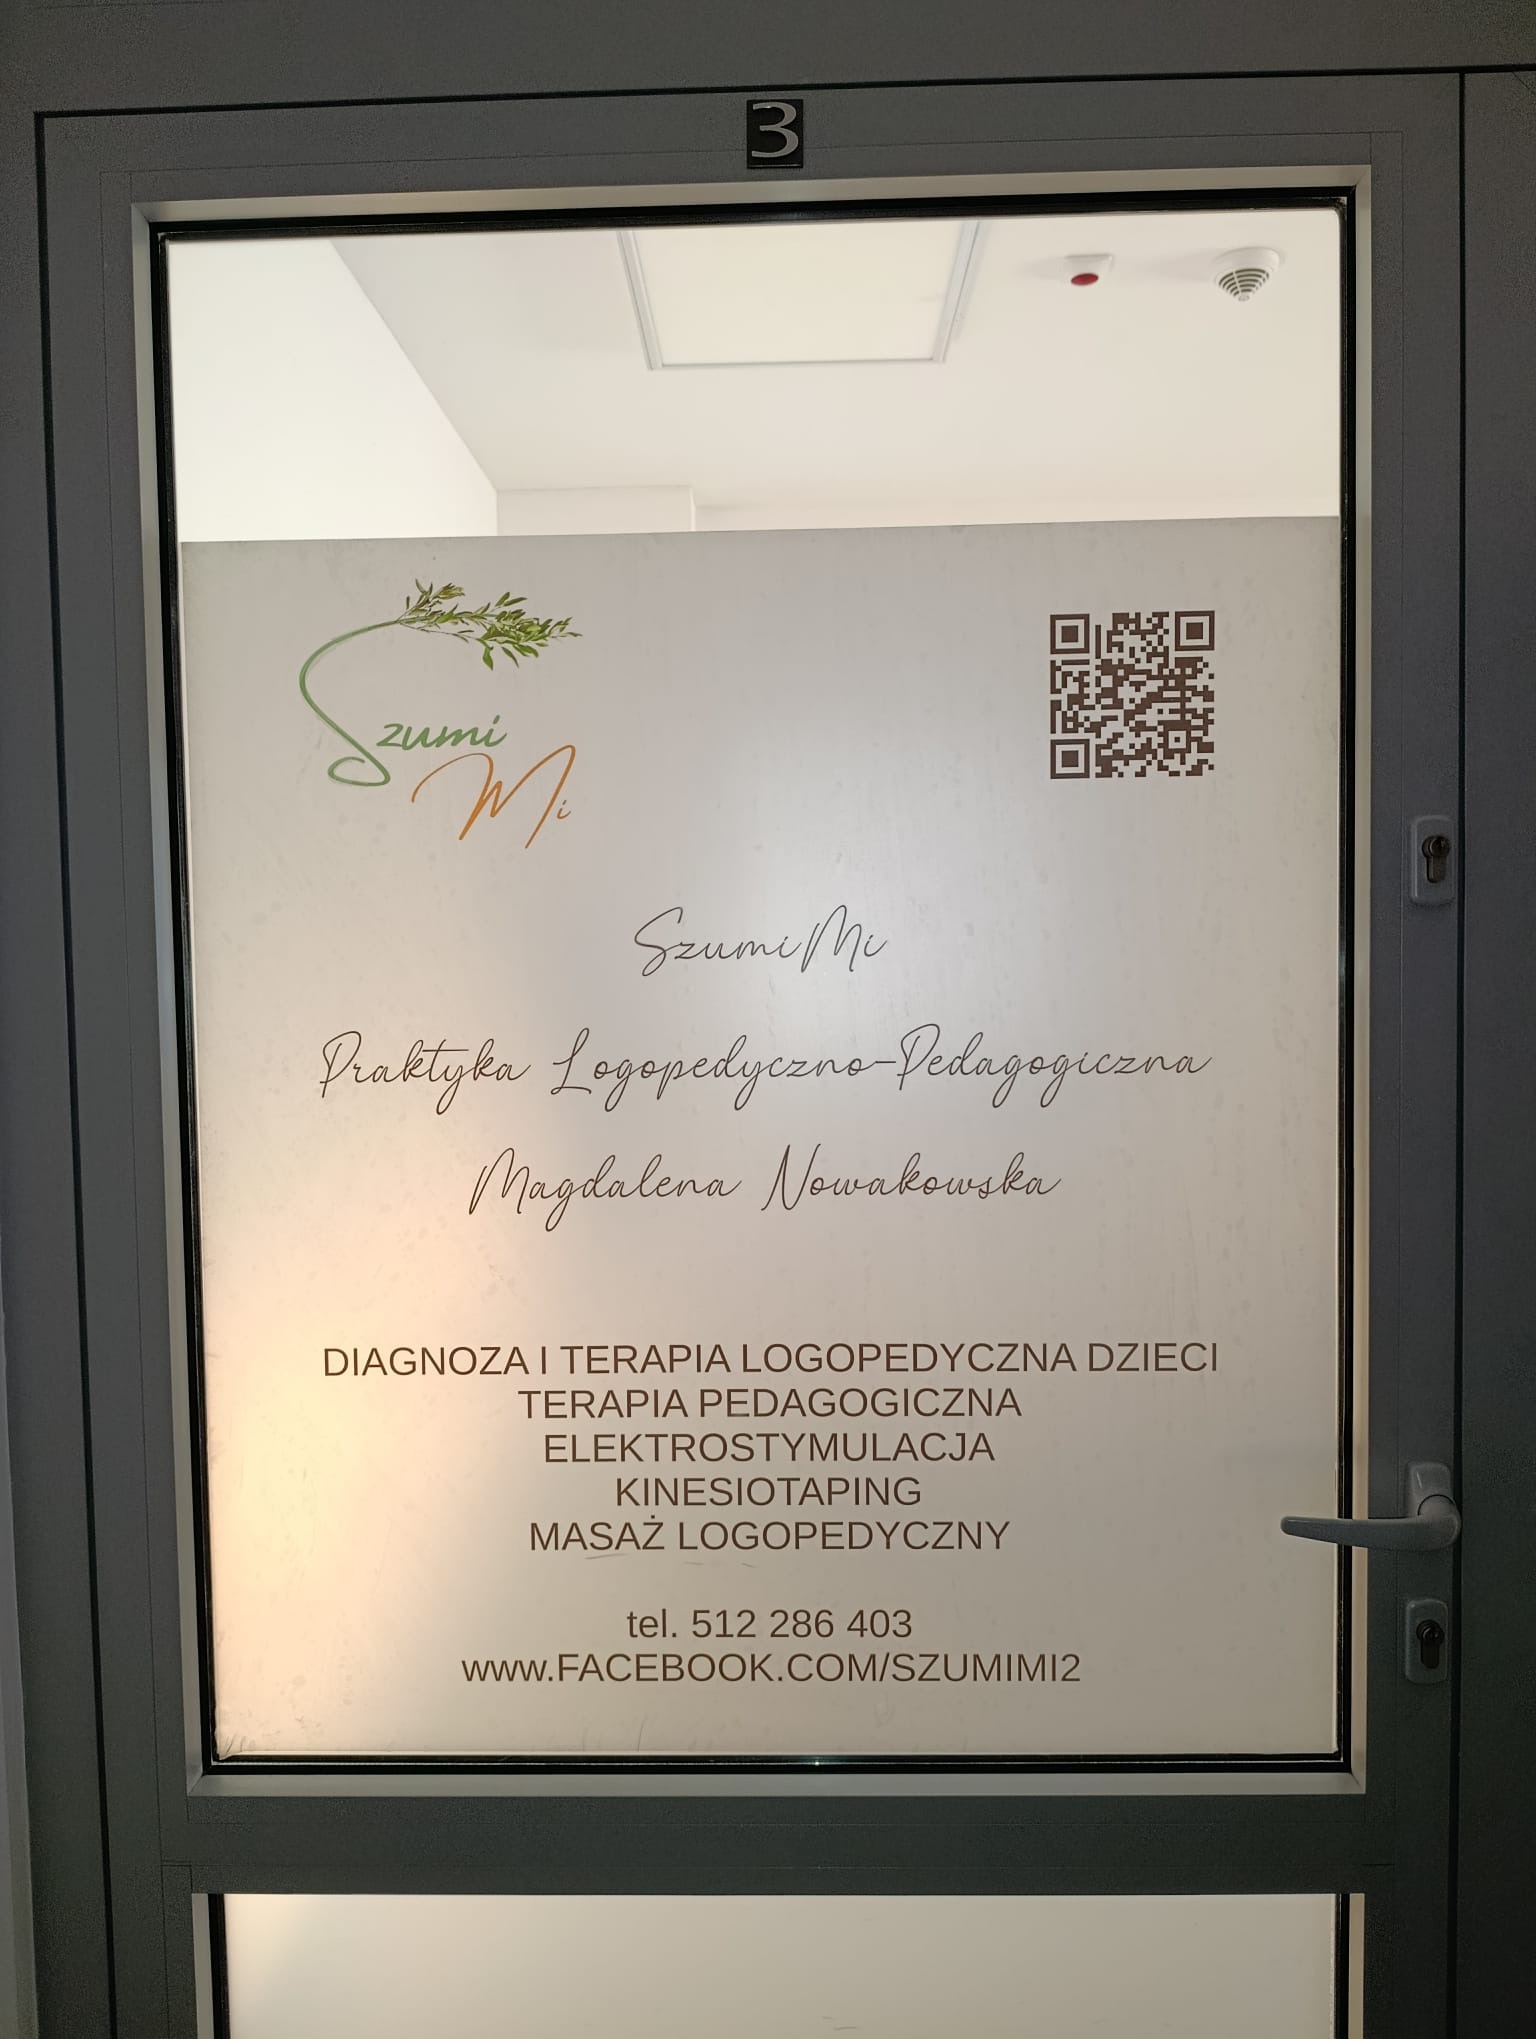 3
Szumi
Mi
SzumiMi
Praktyka Logopedyczno-Pedagogiczna
Magdalena Nowakowska
DIAGNOZA I TERAPIA LOGOPEDYCZNA DZIECI
TERAPIA PEDAGOGICZNA
ELEKTROSTYMULACJA
KINESIOTAPING
MASAŻ LOGOPEDYCZNY
tel. 512 286 403
www.FACEBOOK.COM/SZUMIMI2